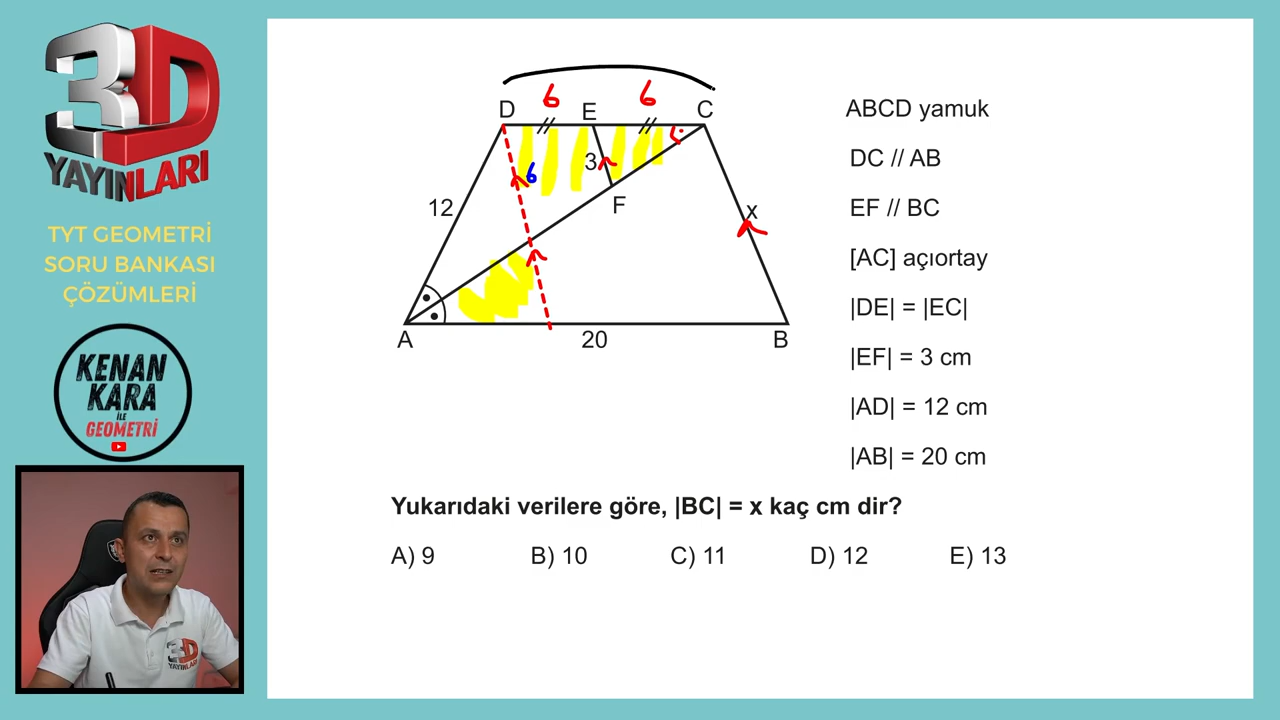 3D
YAYINLARI
TYT GEOMETRİ
SORU BANKASI
ÇÖZÜMLERİ
KENAN
KARA
İLE
GEOMETRİ
3D
YAYINLARI
6 6
D E C
3
6
12 F x
A 20 B
ABCD yamuk
DC // AB
EF // BC
[AC] açıortay
|DE| = |EC|
|EF| = 3 cm
|AD| = 12 cm
|AB| = 20 cm
Yukarıdaki verilere göre, |BC| = x kaç cm dir?
A) 9 B) 10 C) 11 D) 12 E) 13